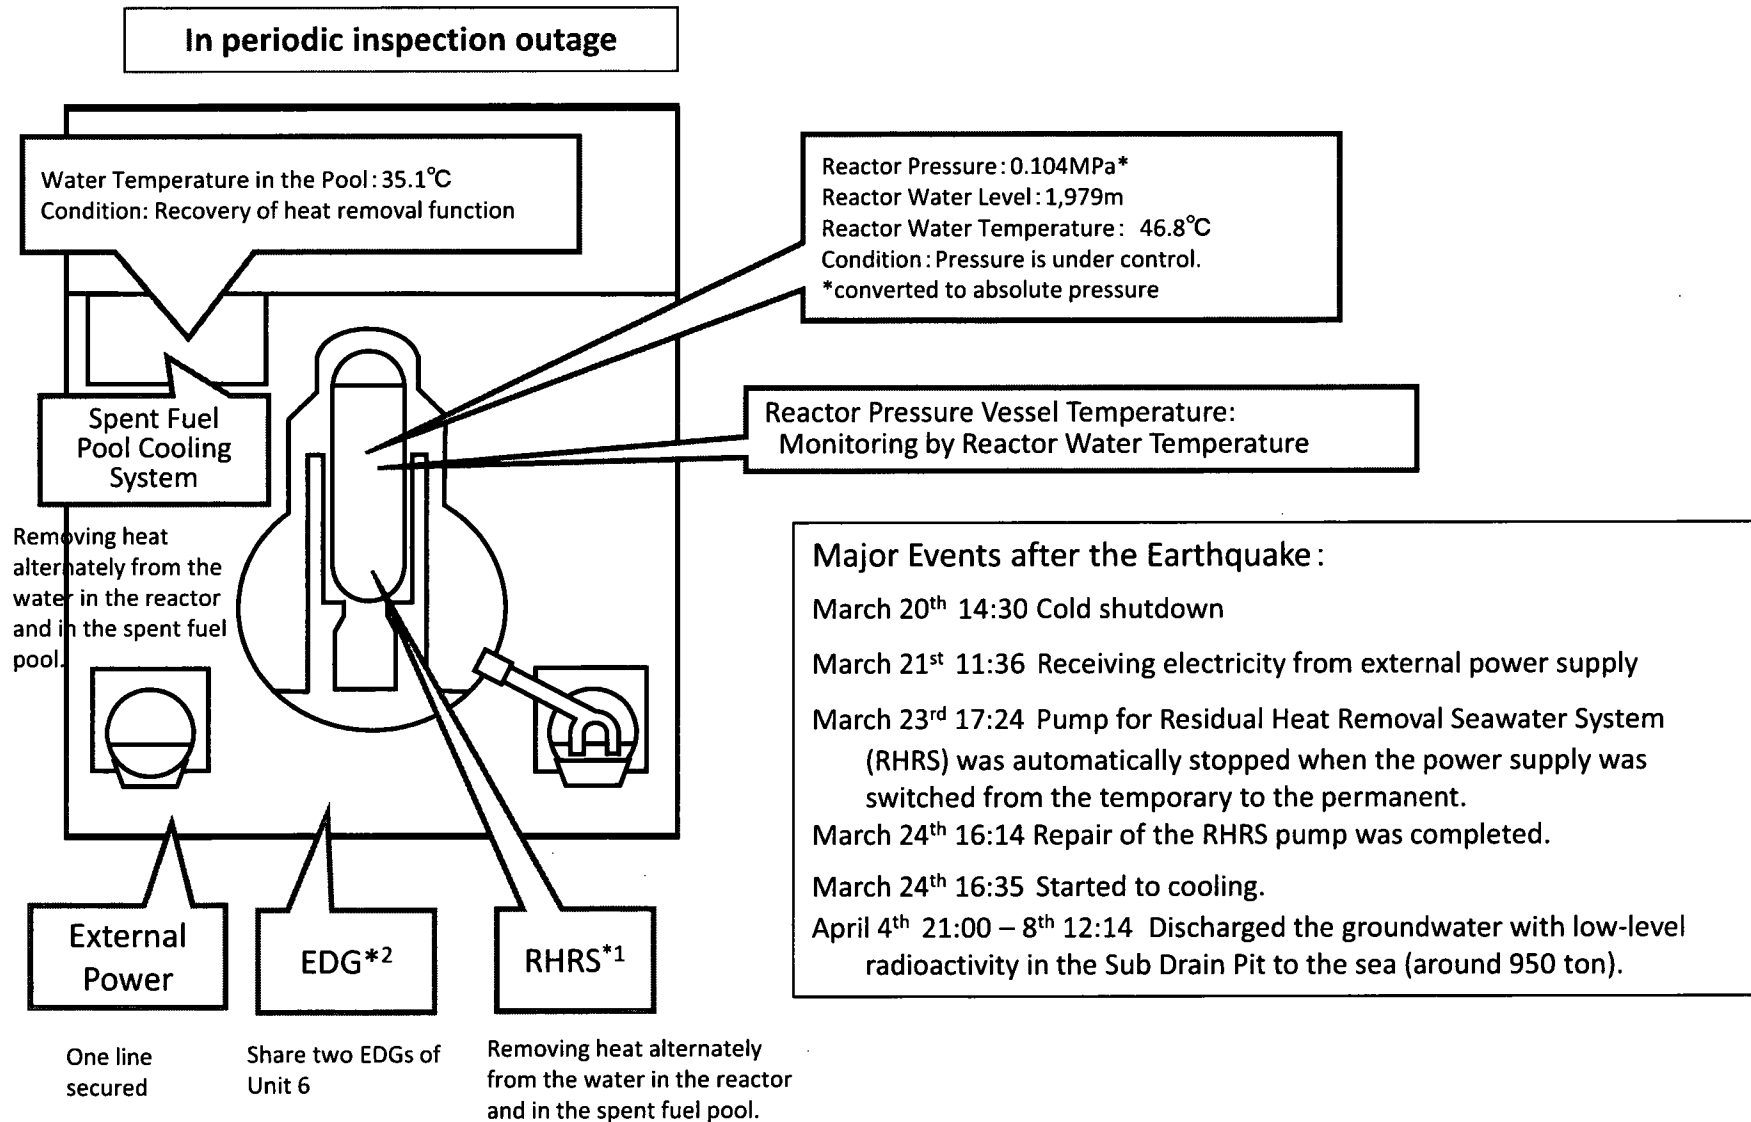 In periodic inspection outage
Water Temperature in the Pool : 35.1℃
Condition: Recovery of heat removal function
Reactor Pressure : 0.104MPa*
Reactor Water Level : 1,979m
Reactor Water Temperature : 46.8℃
Condition : Pressure is under control.
*converted to absolute pressure
Spent Fuel
Pool Cooling
System
Reactor Pressure Vessel Temperature:
Monitoring by Reactor Water Temperature
Removing heat
alternately from the
water in the reactor
and in the spent fuel
pool.
Major Events after the Earthquake :
March 20th 14:30 Cold shutdown
March 21st 11:36 Receiving electricity from external power supply
March 23rd 17:24 Pump for Residual Heat Removal Seawater System
(RHRS) was automatically stopped when the power supply was
switched from the temporary to the permanent.
March 24th 16:14 Repair of the RHRS pump was completed.
March 24th 16:35 Started to cooling.
April 4th 21:00 – 8th 12:14 Discharged the groundwater with low-level
radioactivity in the Sub Drain Pit to the sea (around 950 ton).
External
Power
EDG*2
RHRS*1
One line
secured
Share two EDGs of
Unit 6
Removing heat alternately
from the water in the reactor
and in the spent fuel pool.